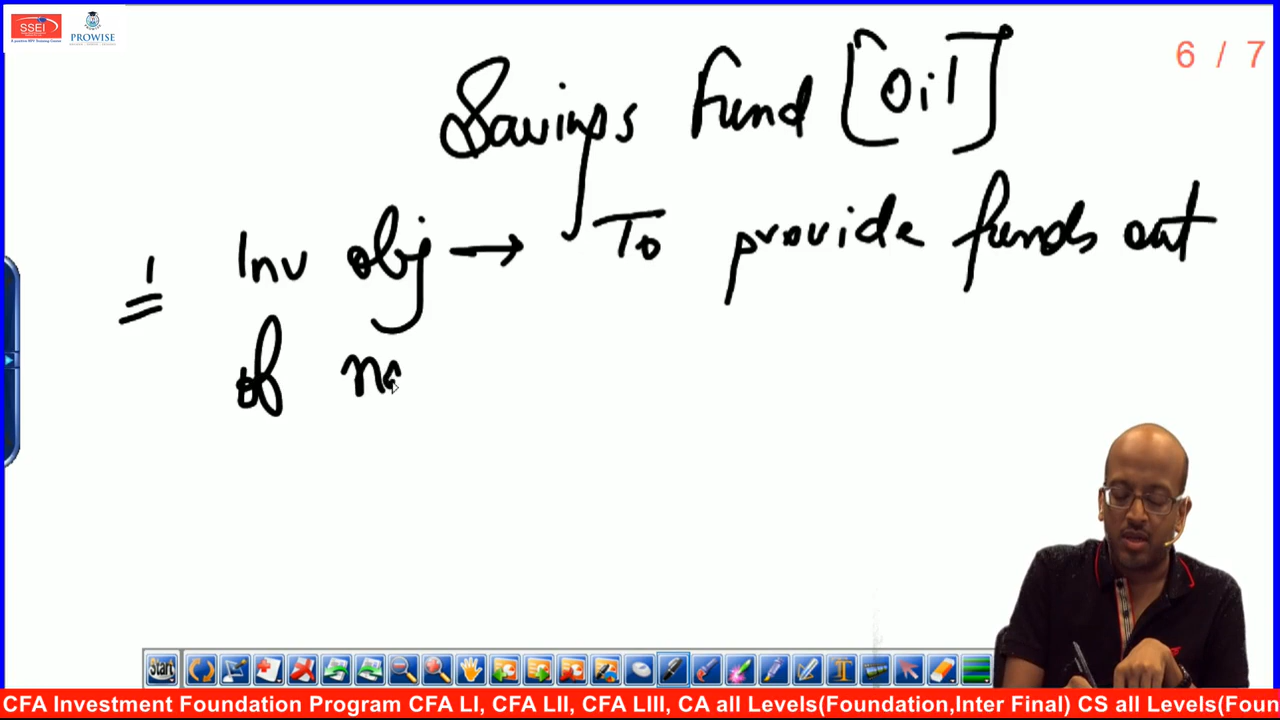 SSEI
PROWISE
6 / 7
Savings Fund [Oil]
1 Inv obj → To provide funds out
of
Start
CFA Investment Foundation Program CFA LI, CFA LII, CFA LIII, CA all Levels(Foundation,Inter Final) CS all Levels(Foun